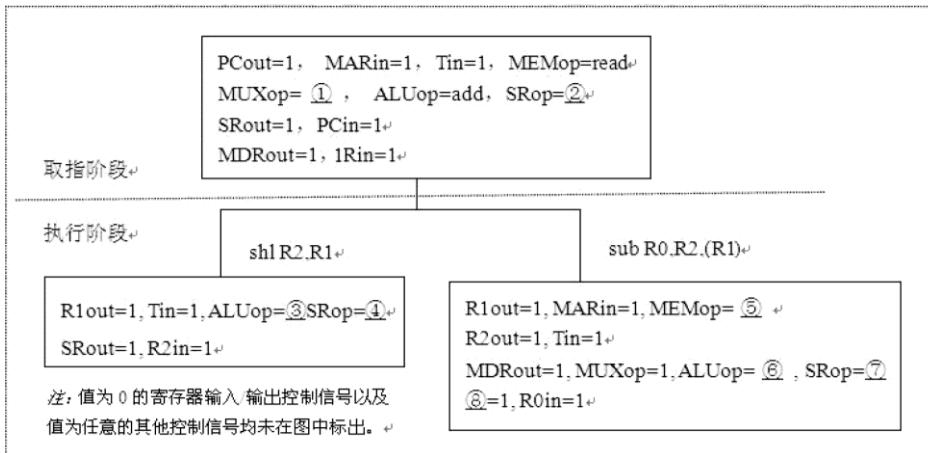 PCout=1， MARin=1，Tin=1，MEMop=read
MUXop= ① ， ALUop=add，SRop=②↵
SRout=1，PCin=1↵
MDRout=1，1Rin=1↵
取指阶段↵
执行阶段↵
shl R2,R1↵
sub R0,R2,(R1)
R1out=1, Tin=1, ALUop=③SRop=④↵
SRout=1, R2in=1↵
R1out=1, MARin=1, MEMop= ⑤ ↵
R2out=1, Tin=1↵
MDRout=1, MUXop=1, ALUop= ⑥ , SRop=⑦
⑧=1, R0in=1↵
注：值为 0 的寄存器输入/输出控制信号以及
值为任意的其他控制信号均未在图中标出。↵